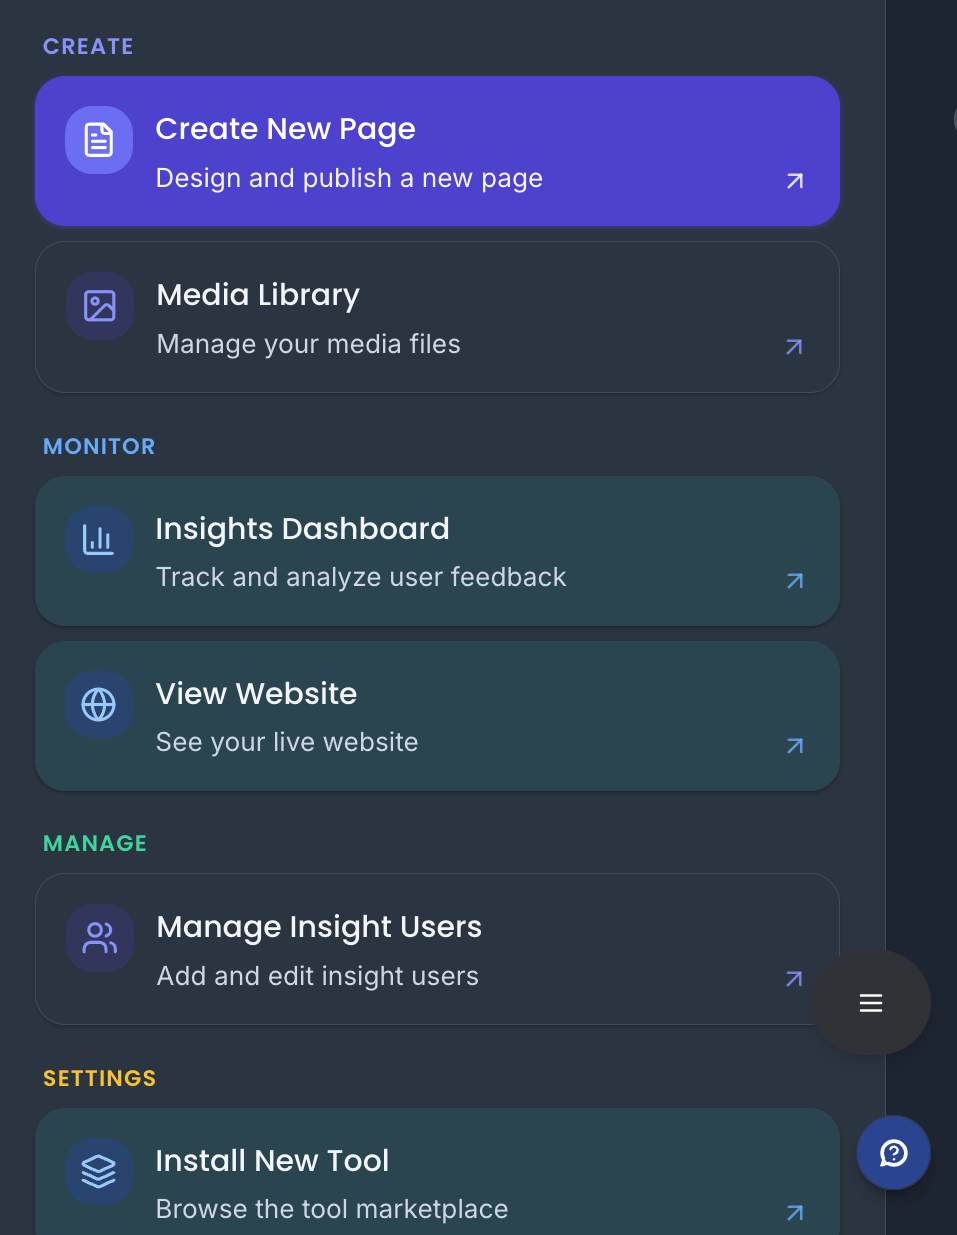 CREATE
Create New Page
Design and publish a new page
Media Library
Manage your media files
MONITOR
Insights Dashboard
Track and analyze user feedback
View Website
See your live website
MANAGE
Manage Insight Users
Add and edit insight users
SETTINGS
Install New Tool
Browse the tool marketplace